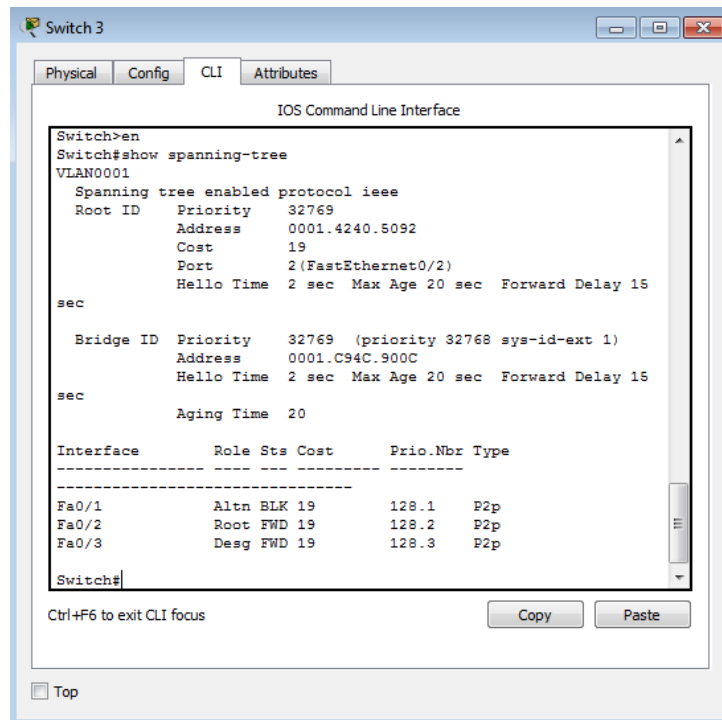 Switch 3
Physical Config CLI Attributes
IOS Command Line Interface
Switch>en
Switch#show spanning-tree
VLAN0001
  Spanning tree enabled protocol ieee
  Root ID    Priority    32769
             Address     0001.4240.5092
             Cost        19
             Port        2(FastEthernet0/2)
             Hello Time  2 sec  Max Age 20 sec  Forward Delay 15
sec

  Bridge ID  Priority    32769  (priority 32768 sys-id-ext 1)
             Address     0001.C94C.900C
             Hello Time  2 sec  Max Age 20 sec  Forward Delay 15
sec
             Aging Time  20

Interface        Role Sts Cost      Prio.Nbr Type
---------------- ---- --- --------- --------
--------------------------------
Fa0/1            Altn BLK 19        128.1    P2p
Fa0/2            Root FWD 19        128.2    P2p
Fa0/3            Desg FWD 19        128.3    P2p

Switch#
Ctrl+F6 to exit CLI focus Copy Paste
Top